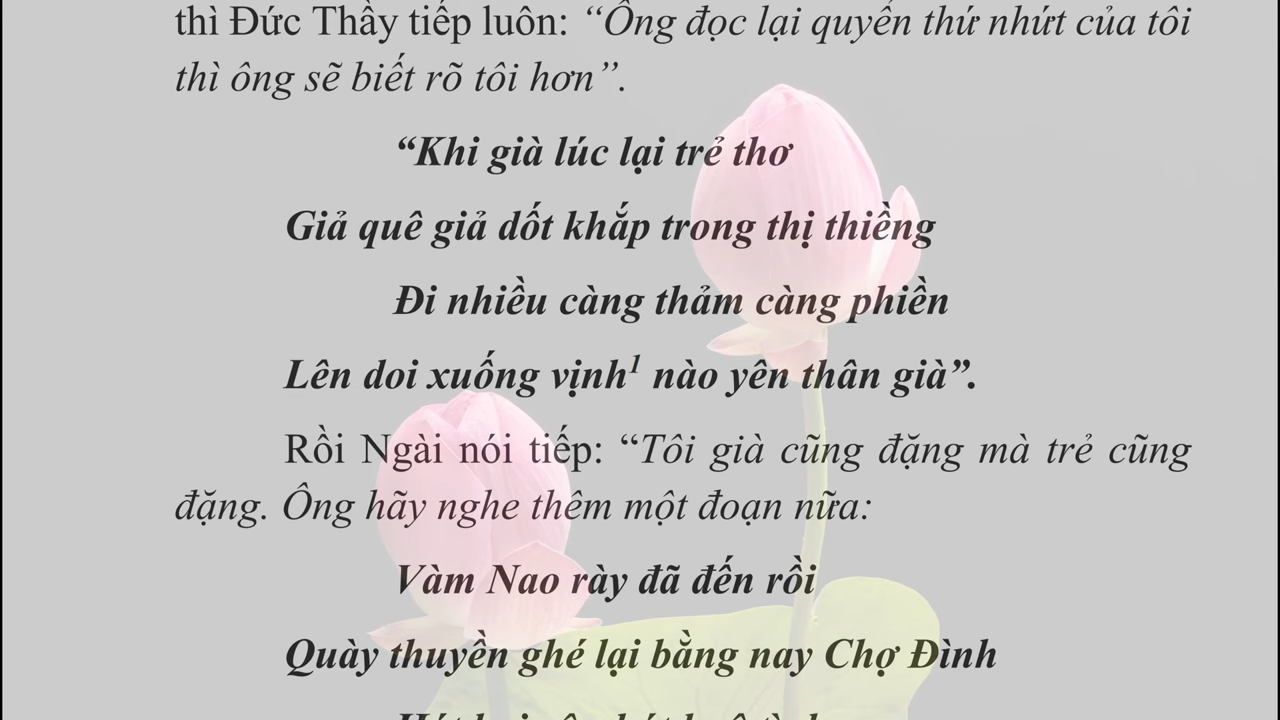 thì Đức Thầy tiếp luôn: “Ông đọc lại quyển thứ nhứt của tôi
thì ông sẽ biết rõ tôi hơn”.
“Khi già lúc lại trẻ thơ
Giả quê giả dốt khắp trong thị thiềng
Đi nhiều càng thảm càng phiền
Lên doi xuống vịnh¹ nào yên thân già”.
Rồi Ngài nói tiếp: “Tôi già cũng đặng mà trẻ cũng
đặng. Ông hãy nghe thêm một đoạn nữa:
Vàm Nao rày đã đến rồi
Quày thuyền ghé lại bằng nay Chợ Đình